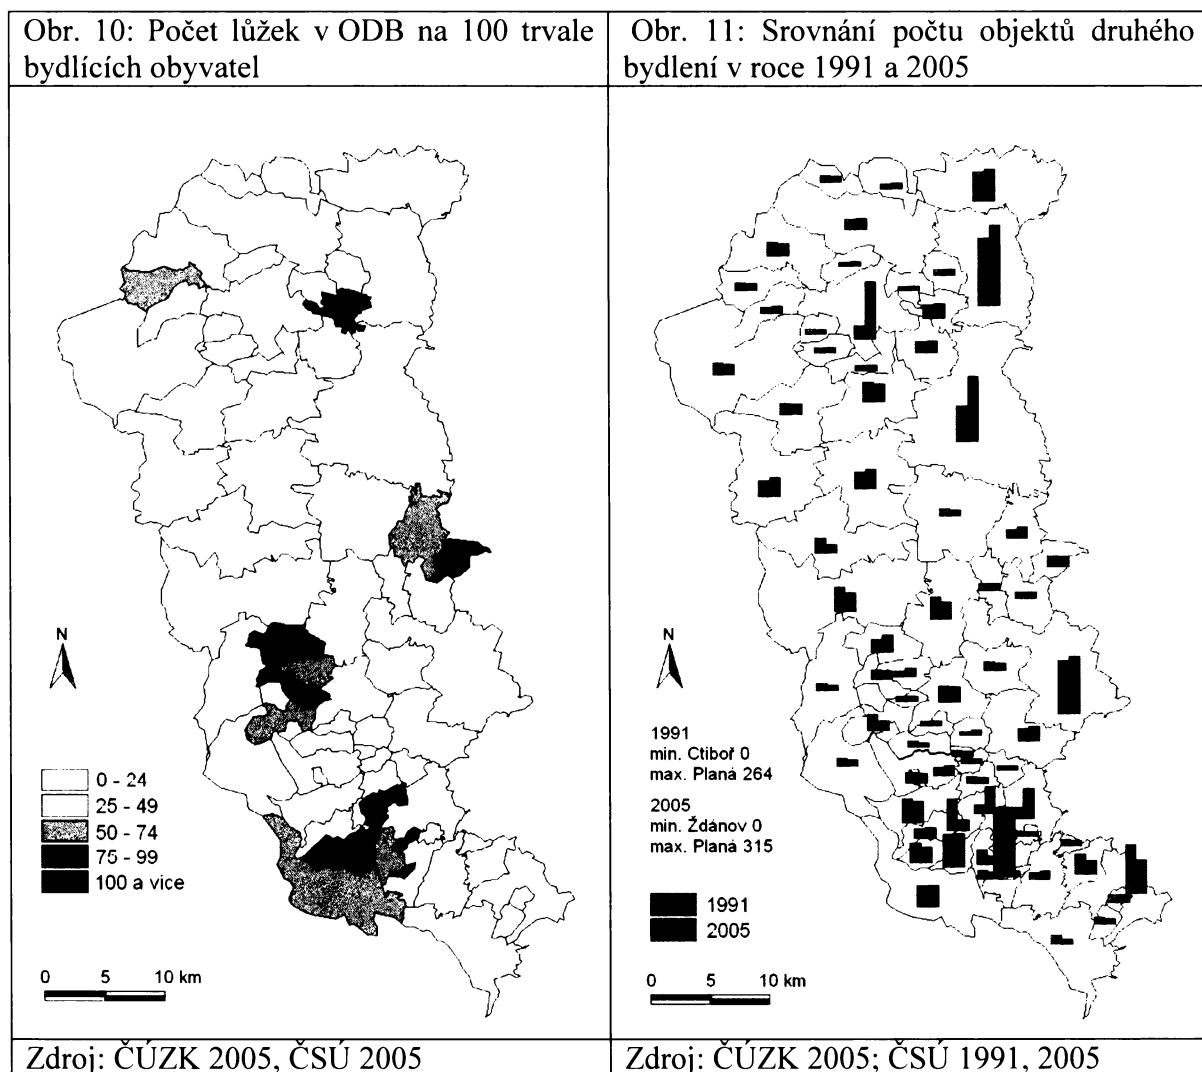 Obr. 10: Počet lůžek v ODB na 100 trvale
bydlících obyvatel
Obr. 11: Srovnání počtu objektů druhého
bydlení v roce 1991 a 2005
N
0 - 24
25 - 49
50 - 74
75 - 99
100 a vice
0 5 10 km
Zdroj: ČÚZK 2005, ČSÚ 2005
N
1991
min. Ctiboř 0
max. Planá 264
2005
min. Ždánov 0
max. Planá 315
1991
2005
0 5 10 km
Zdroj: ČÚZK 2005; ČSÚ 1991, 2005